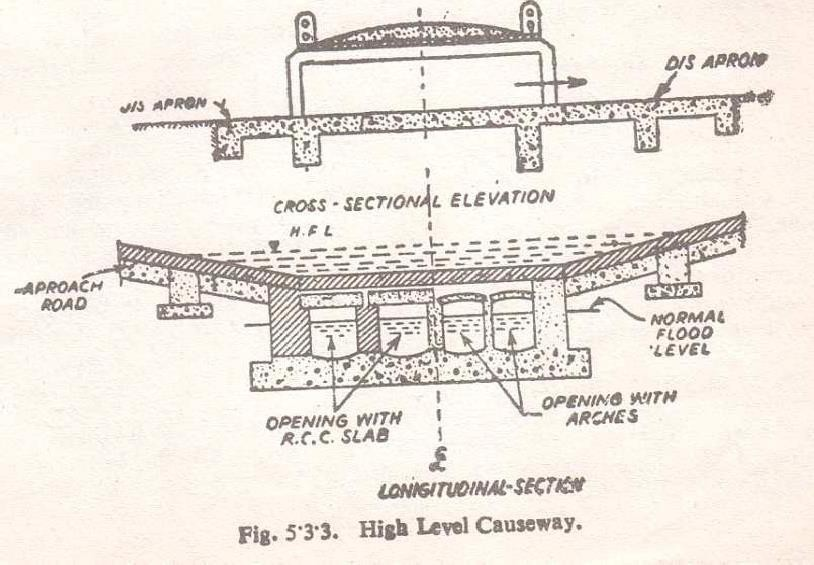 U/S APRON
D/S APRON
CROSS-SECTIONAL ELEVATION
H.F.L
APROACH
ROAD
NORMAL
FLOOD
LEVEL
OPENING WITH
R.C.C. SLAB
OPENING WITH
ARCHES
℄
LONIGITUDINAL-SECTION
Fig. 5·3·3. High Level Causeway.